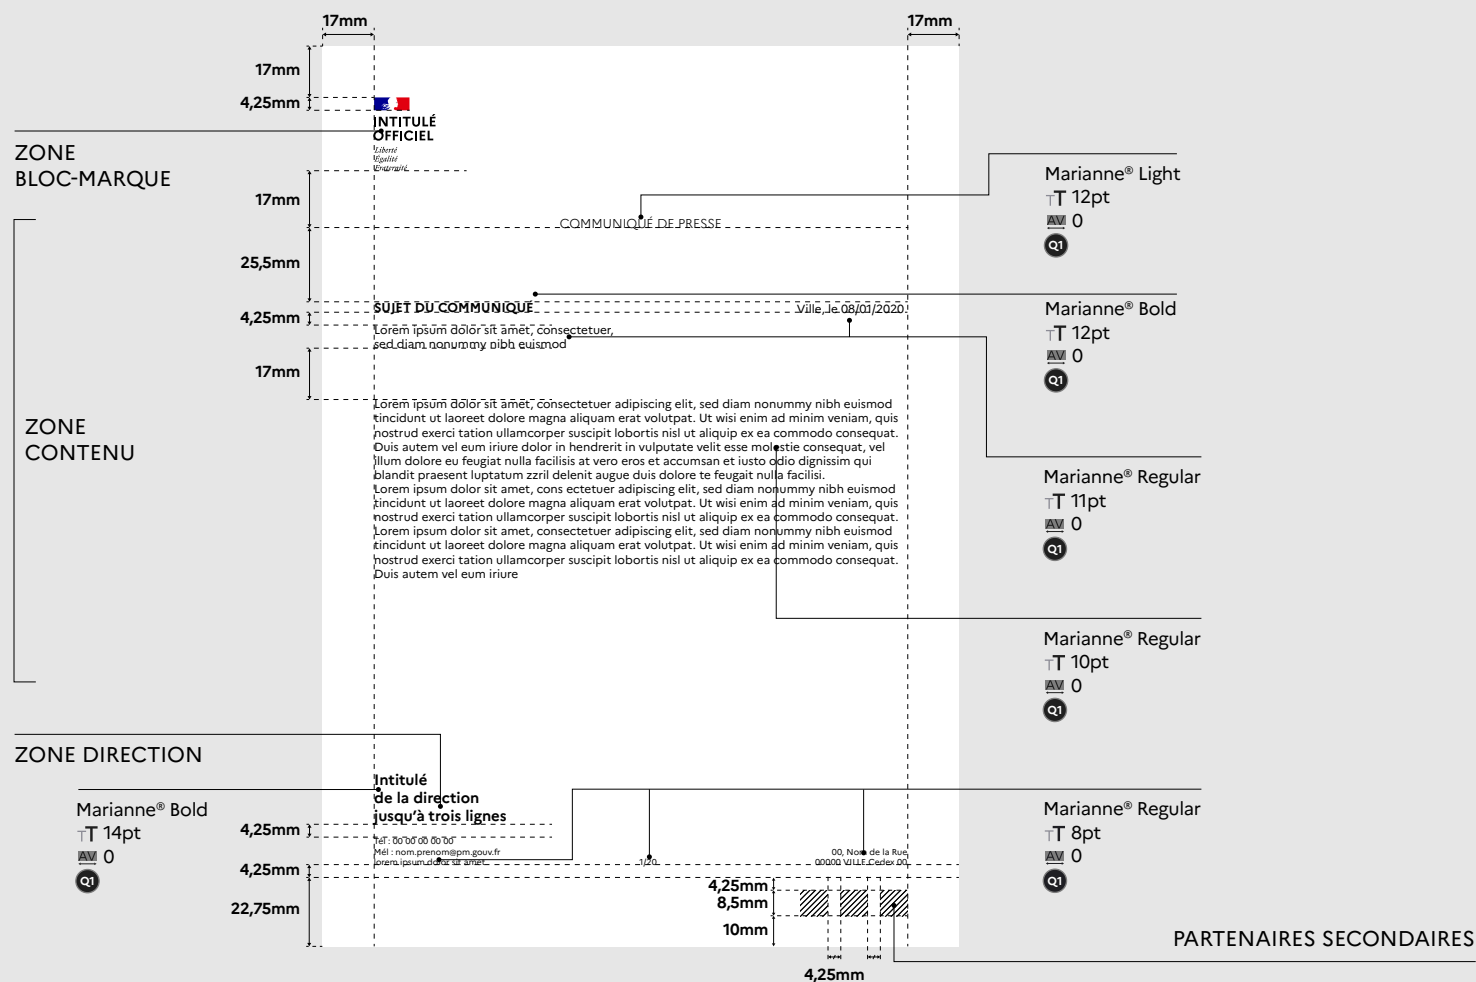 17mm
17mm
17mm
4,25mm
INTITULÉ
OFFICIEL
Liberté
Égalité
Fraternité
ZONE
BLOC-MARQUE
17mm
COMMUNIQUÉ DE PRESSE
Marianne® Light
TT 12pt
AV 0
Q1
25,5mm
SUJET DU COMMUNIQUÉ
Ville, le 08/01/2020
Marianne® Bold
TT 12pt
AV 0
Q1
4,25mm
Lorem ipsum dolor sit amet, consectetuer,
sed diam nonummy nibh euismod
17mm
ZONE
CONTENU
Lorem ipsum dolor sit amet, consectetuer adipiscing elit, sed diam nonummy nibh euismod
tincidunt ut laoreet dolore magna aliquam erat volutpat. Ut wisi enim ad minim veniam, quis
nostrud exerci tation ullamcorper suscipit lobortis nisl ut aliquip ex ea commodo consequat.
Duis autem vel eum iriure dolor in hendrerit in vulputate velit esse molestie consequat, vel
illum dolore eu feugiat nulla facilisis at vero eros et accumsan et iusto odio dignissim qui
blandit praesent luptatum zzril delenit augue duis dolore te feugait nulla facilisi.
Lorem ipsum dolor sit amet, cons ectetuer adipiscing elit, sed diam nonummy nibh euismod
tincidunt ut laoreet dolore magna aliquam erat volutpat. Ut wisi enim ad minim veniam, quis
nostrud exerci tation ullamcorper suscipit lobortis nisl ut aliquip ex ea commodo consequat.
Lorem ipsum dolor sit amet, consectetuer adipiscing elit, sed diam nonummy nibh euismod
tincidunt ut laoreet dolore magna aliquam erat volutpat. Ut wisi enim ad minim veniam, quis
nostrud exerci tation ullamcorper suscipit lobortis nisl ut aliquip ex ea commodo consequat.
Duis autem vel eum iriure
Marianne® Regular
TT 11pt
AV 0
Q1
Marianne® Regular
TT 10pt
AV 0
Q1
ZONE DIRECTION
Intitulé
de la direction
jusqu'à trois lignes
Marianne® Bold
TT 14pt
AV 0
Q1
4,25mm
4,25mm
22,75mm
Tél : 00 00 00 00 00
Mél : nom.prenom@pm.gouv.fr
lorem ipsum dolor sit amet
1/20
00, Nom de la Rue
00000 VILLE Cedex 00
Marianne® Regular
TT 8pt
AV 0
Q1
4,25mm
8,5mm
10mm
4,25mm
PARTENAIRES SECONDAIRES